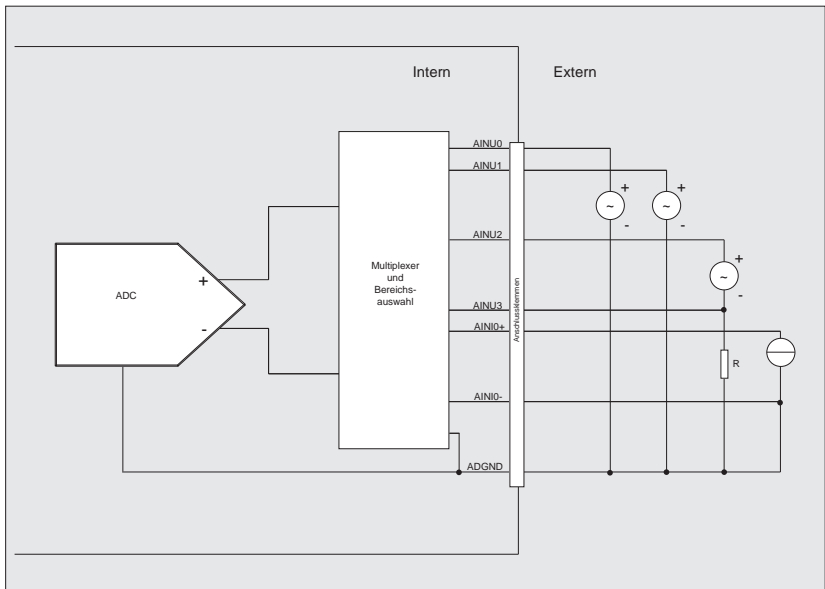 Intern
Extern
AINU0
AINU1
AINU2
AINU3
AINI0+
AINI0-
ADGND
Multiplexer
und
Bereichs-
auswahl
ADC
+
-
Anschlussklemmen
+
~
-
+
~
-
+
~
-
R